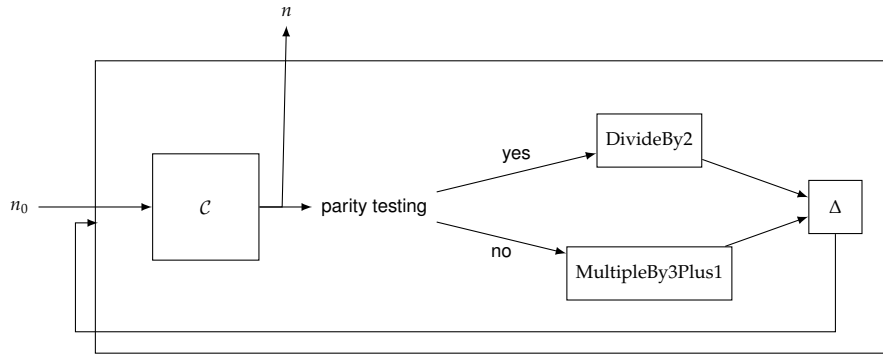 n
DivideBy2
yes
n₀
𝒞
parity testing
Δ
no
MultipleBy3Plus1